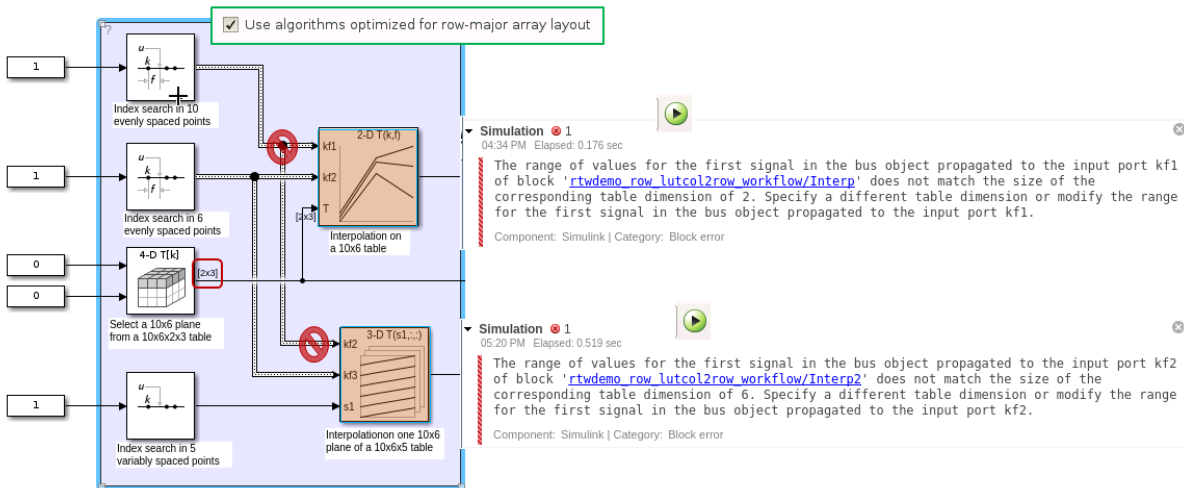 Use algorithms optimized for row-major array layout
?
1
u
k
f
Index search in 10
evenly spaced points
1
u
k
f
Index search in 6
evenly spaced points
0
0
4-D T[k]
[2x3]
Select a 10x6 plane
from a 10x6x2x3 table
1
u
k
Index search in 5
variably spaced points
2-D T(k,f)
kf1
kf2
T
[2x3]
Interpolation on
a 10x6 table
3-D T(s1,:,:)
kf2
kf3
s1
Interpolationon one 10x6
plane of a 10x6x5 table
Simulation 1
04:34 PM Elapsed: 0.176 sec
The range of values for the first signal in the bus object propagated to the input port kf1
of block 'rtwdemo_row_lutcol2row_workflow/Interp' does not match the size of the
corresponding table dimension of 2. Specify a different table dimension or modify the range
for the first signal in the bus object propagated to the input port kf1.
Component: Simulink | Category: Block error
Simulation 1
05:20 PM Elapsed: 0.519 sec
The range of values for the first signal in the bus object propagated to the input port kf2
of block 'rtwdemo_row_lutcol2row_workflow/Interp2' does not match the size of the
corresponding table dimension of 6. Specify a different table dimension or modify the range
for the first signal in the bus object propagated to the input port kf2.
Component: Simulink | Category: Block error